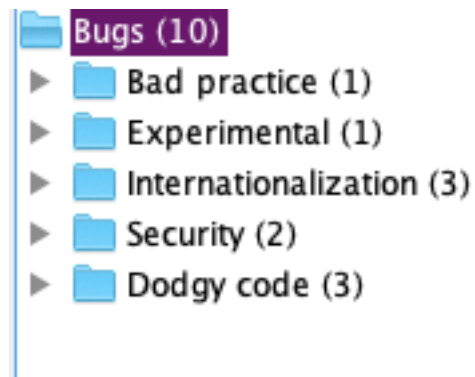 Bugs (10)
Bad practice (1)
Experimental (1)
Internationalization (3)
Security (2)
Dodgy code (3)